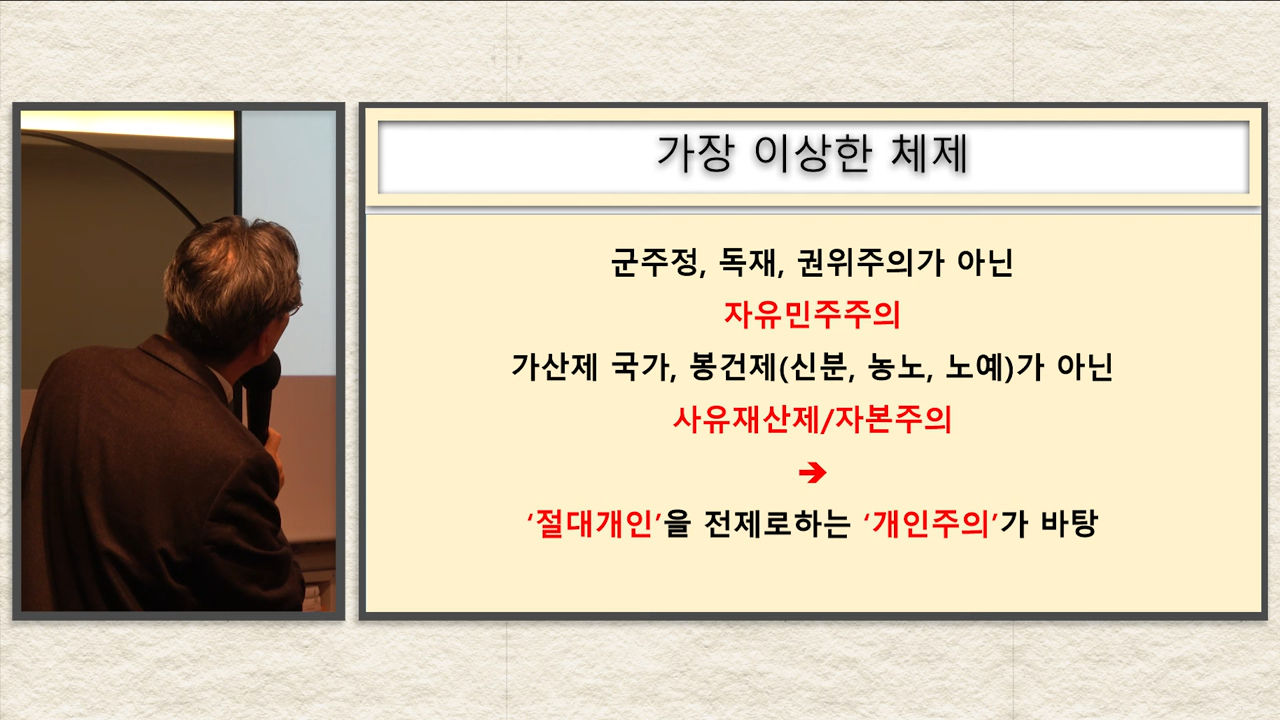 가장 이상한 체제
군주정, 독재, 권위주의가 아닌
자유민주주의
가산제 국가, 봉건제(신분, 농노, 노예)가 아닌
사유재산제/자본주의
➔
‘절대개인’을 전제로하는 ‘개인주의’가 바탕